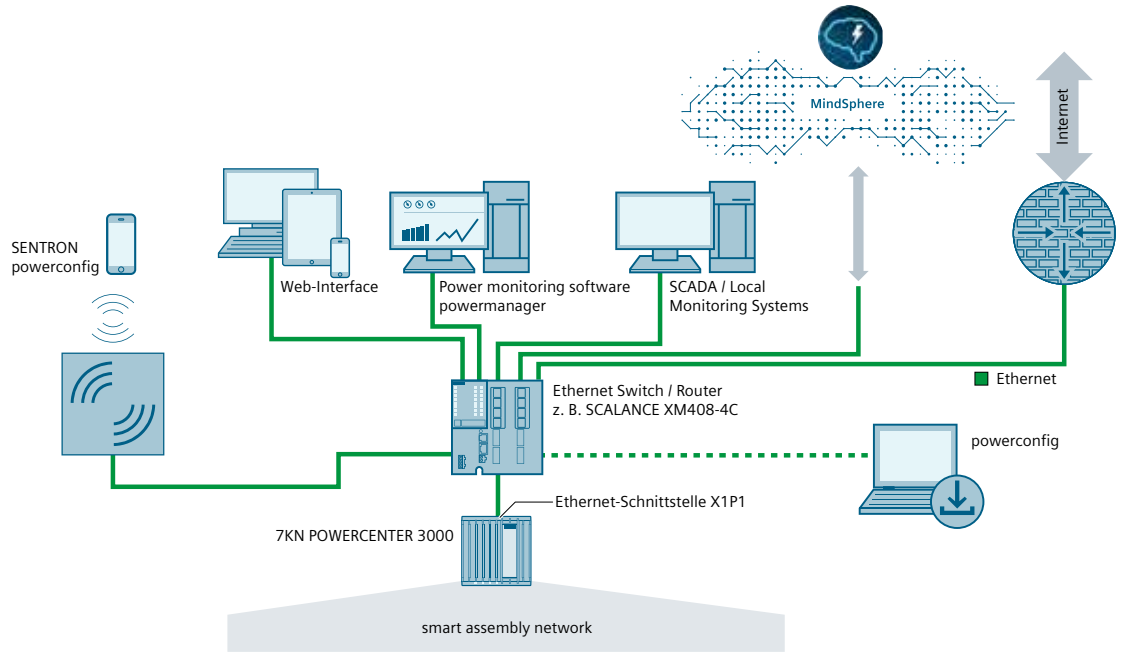 MindSphere
Internet
SENTRON
powerconfig
Web-Interface
Power monitoring software
powermanager
SCADA / Local
Monitoring Systems
Ethernet
Ethernet Switch / Router
z. B. SCALANCE XM408-4C
powerconfig
Ethernet-Schnittstelle X1P1
7KN POWERCENTER 3000
smart assembly network